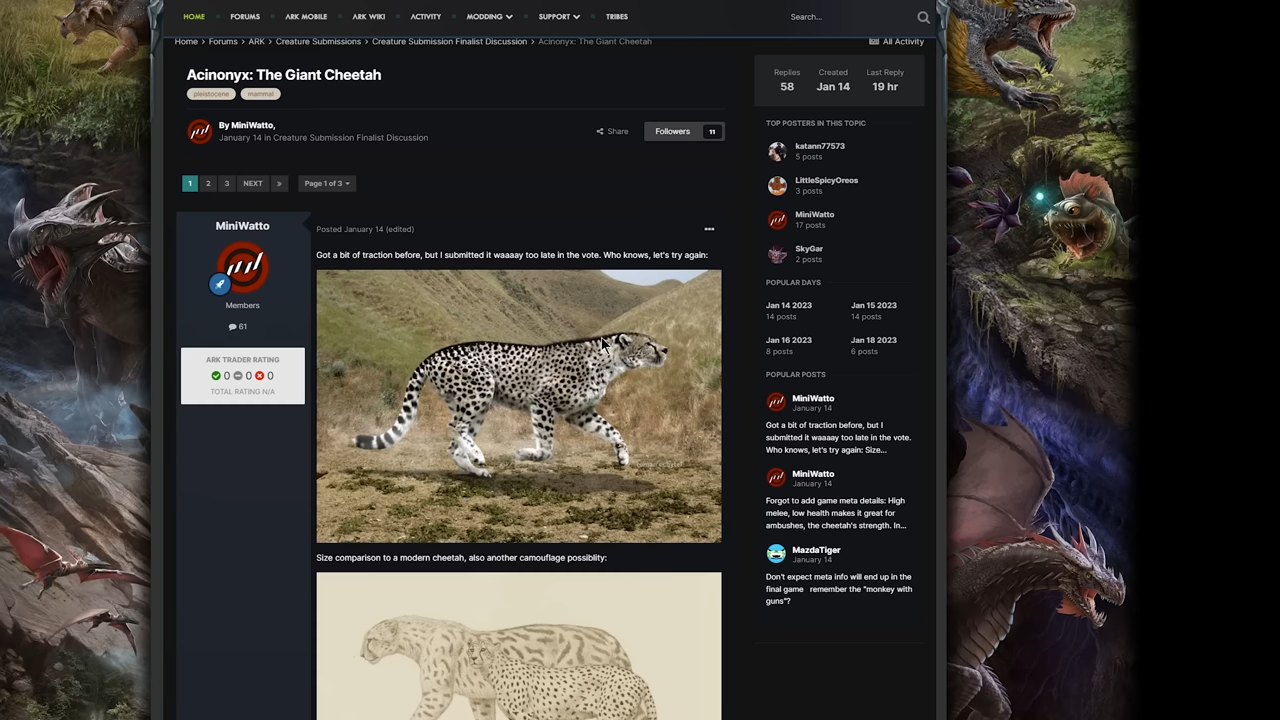 HOME FORUMS ARK MOBILE ARK WIKI ACTIVITY MODDING SUPPORT TRIBES Search...
Home › Forums › ARK › Creature Submissions › Creature Submission Finalist Discussion › Acinonyx: The Giant Cheetah All Activity
Acinonyx: The Giant Cheetah
pleistocene mammal
By MiniWatto,
January 14 in Creature Submission Finalist Discussion
Share Followers 11
1 2 3 NEXT » Page 1 of 3
MiniWatto
Members
61
ARK TRADER RATING
0 0 0
TOTAL RATING N/A
Posted January 14 (edited)
Got a bit of traction before, but I submitted it waaaay too late in the vote. Who knows, let's try again:
Size comparison to a modern cheetah, also another camouflage possiblity:
Replies Created Last Reply
58 Jan 14 19 hr
TOP POSTERS IN THIS TOPIC
katann77573
5 posts
LittleSpicyOreos
3 posts
MiniWatto
17 posts
SkyGar
2 posts
POPULAR DAYS
Jan 14 2023 Jan 15 2023
14 posts 14 posts
Jan 16 2023 Jan 18 2023
8 posts 6 posts
POPULAR POSTS
MiniWatto
January 14
Got a bit of traction before, but I
submitted it waaaay too late in the vote.
Who knows, let's try again: Size...
MiniWatto
January 14
Forgot to add game meta details: High
melee, low health makes it great for
ambushes, the cheetah's strength. In...
MazdaTiger
January 14
Don't expect meta info will end up in the
final game remember the "monkey with
guns"?